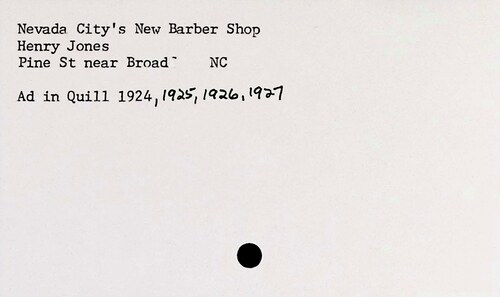 Nevada City's New Barber Shop
Henry Jones
Pine St near Broad NC
Ad in Quill 1924, 1925, 1926, 1927